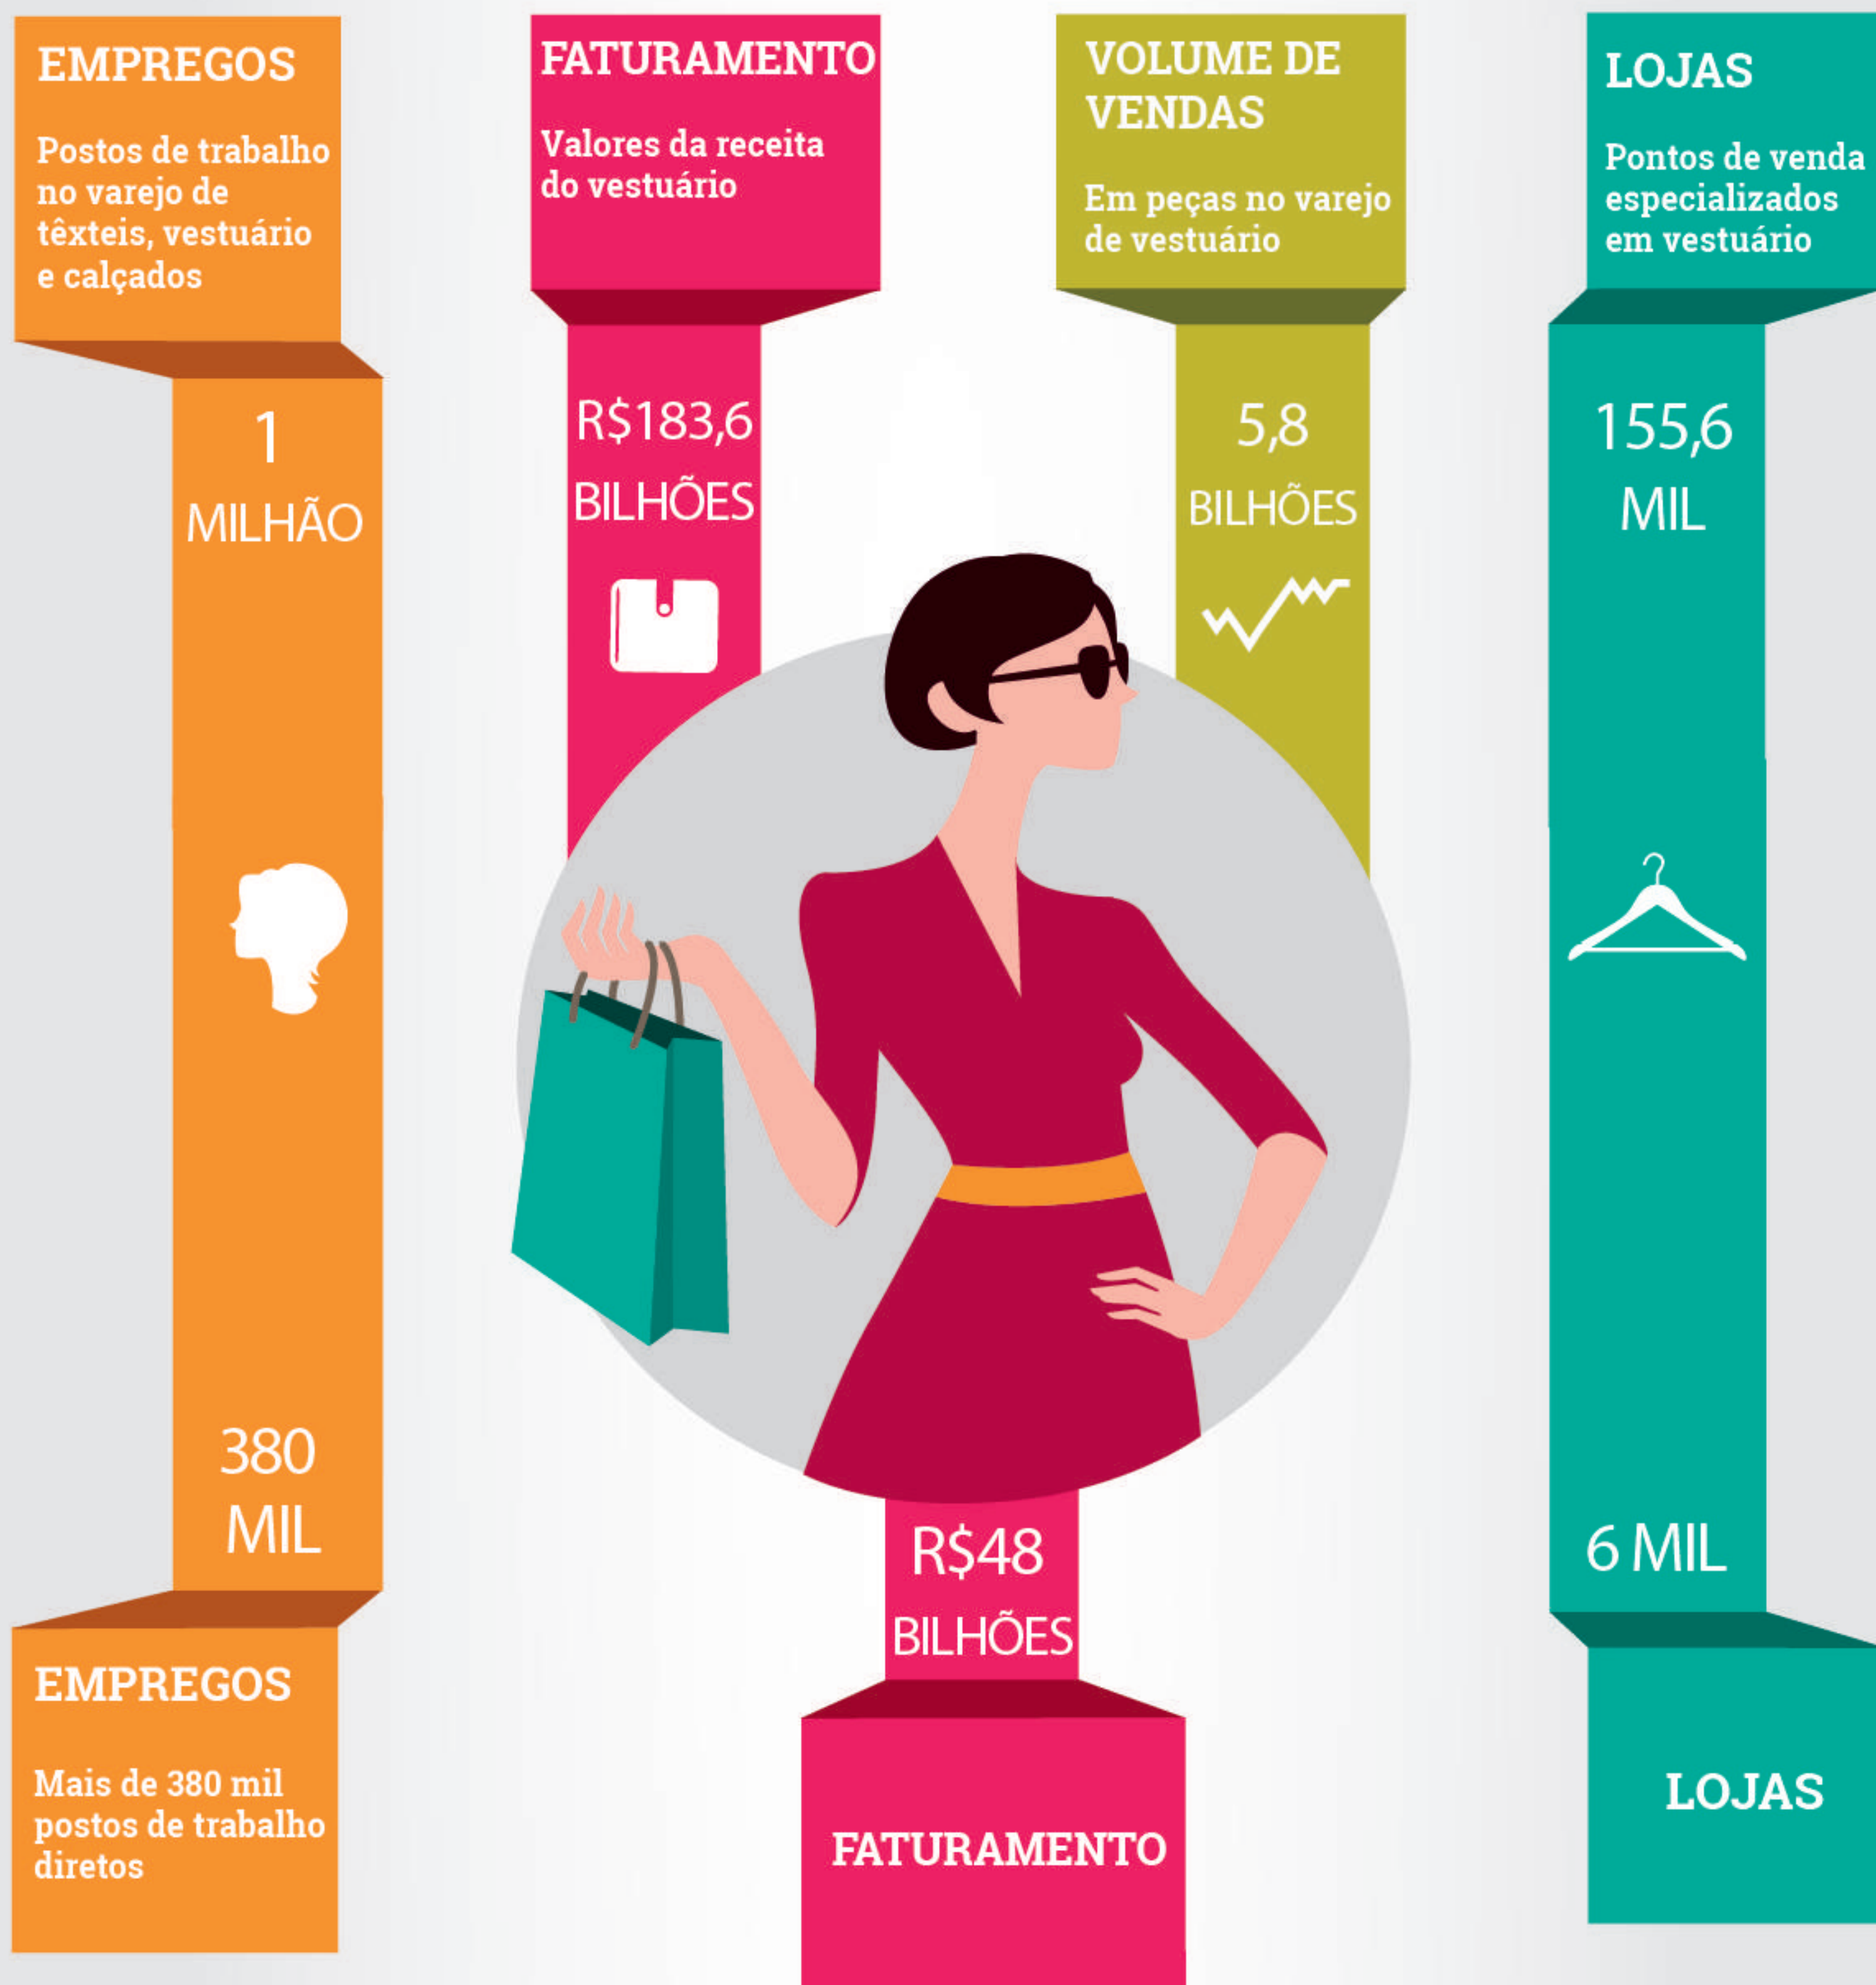 EMPREGOS
Postos de trabalho
no varejo de
têxteis, vestuário
e calçados
1
MILHÃO
380
MIL
EMPREGOS
Mais de 380 mil
postos de trabalho
diretos
FATURAMENTO
Valores da receita
do vestuário
R$183,6
BILHÕES
VOLUME DE
VENDAS
Em peças no varejo
de vestuário
5,8
BILHÕES
R$48
BILHÕES
FATURAMENTO
LOJAS
Pontos de venda
especializados
em vestuário
155,6
MIL
6 MIL
LOJAS